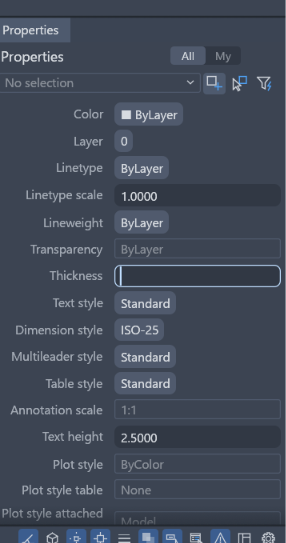 Properties
Properties All My
No selection
Color ByLayer
Layer 0
Linetype ByLayer
Linetype scale 1.0000
Lineweight ByLayer
Transparency ByLayer
Thickness
Text style Standard
Dimension style ISO-25
Multileader style Standard
Table style Standard
Annotation scale 1:1
Text height 2.5000
Plot style ByColor
Plot style table None
Plot style attached Model